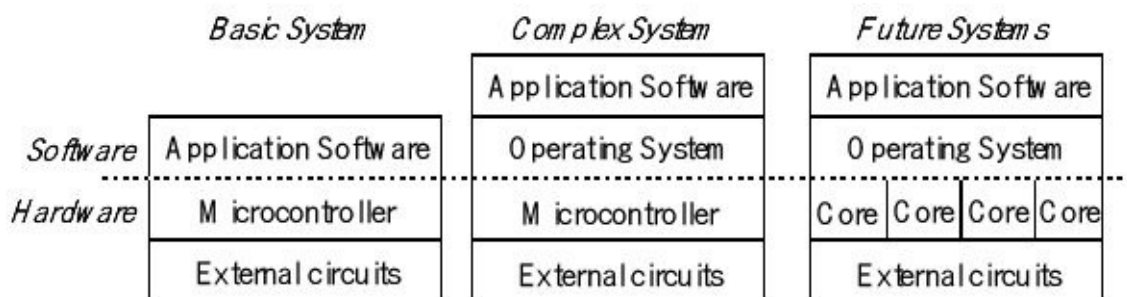 Basic System Complex System Future Systems
Application Software Application Software
Software Application Software Operating System Operating System
Hardware Microcontroller Microcontroller Core Core Core Core
External circuits External circuits External circuits